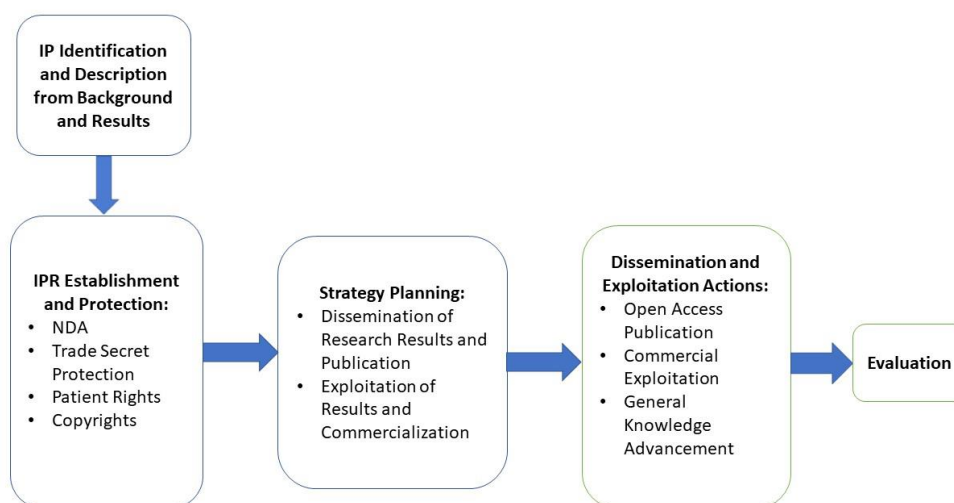 IP Identification
and Description
from Background
and Results
IPR Establishment
and Protection:
• NDA
• Trade Secret
Protection
• Patient Rights
• Copyrights
Strategy Planning:
• Dissemination of
Research Results and
Publication
• Exploitation of
Results and
Commercialization
Dissemination and
Exploitation Actions:
• Open Access
Publication
• Commercial
Exploitation
• General
Knowledge
Advancement
Evaluation